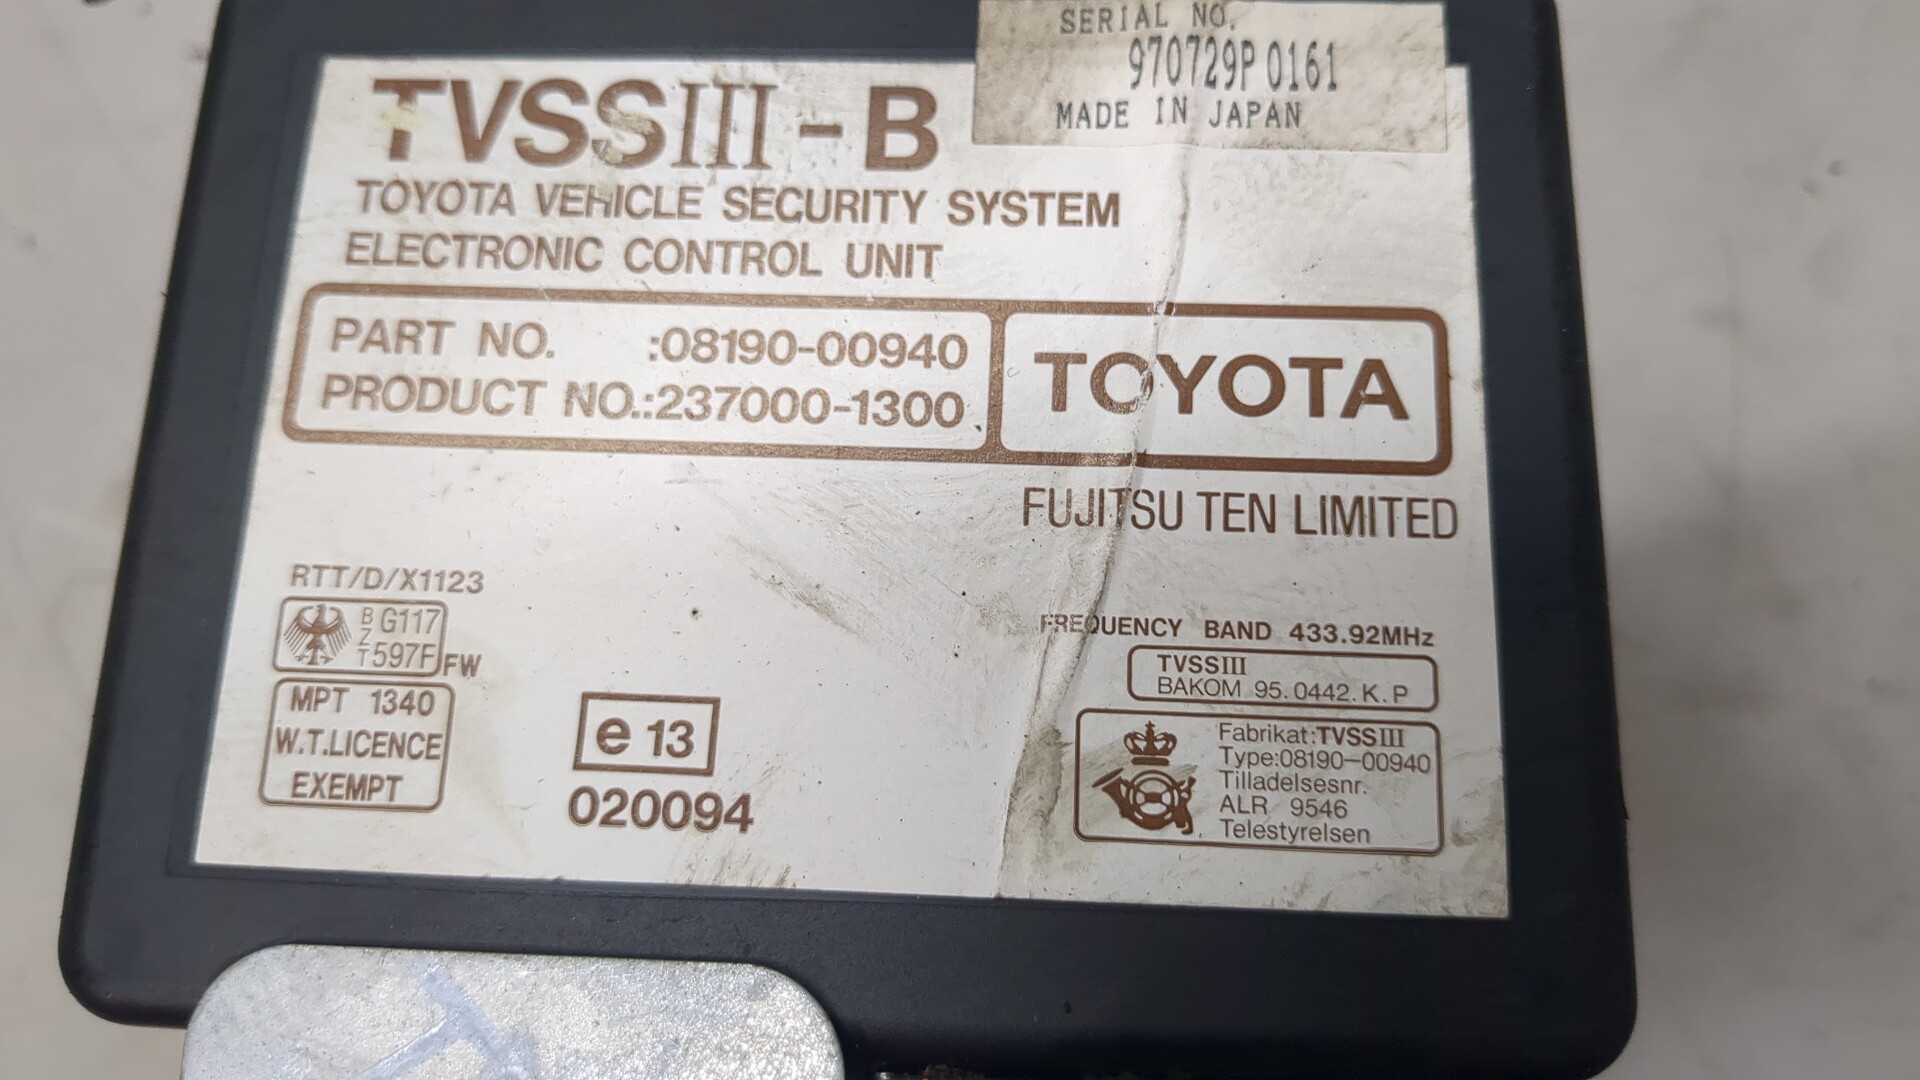 SERIAL NO.
970729P 0161
MADE IN JAPAN
TVSSIII-B
TOYOTA VEHICLE SECURITY SYSTEM
ELECTRONIC CONTROL UNIT
PART NO. :08190-00940
PRODUCT NO.:237000-1300
TOYOTA
FUJITSU TEN LIMITED
RTT/D/X1123
BZT G117
597F FW
MPT 1340
W.T.LICENCE
EXEMPT
e 13
020094
FREQUENCY BAND 433.92MHz
TVSSIII
BAKOM 95.0442.K.P
Fabrikat:TVSSIII
Type:08190-00940
Tilladelsesnr.
ALR 9546
Telestyrelsen